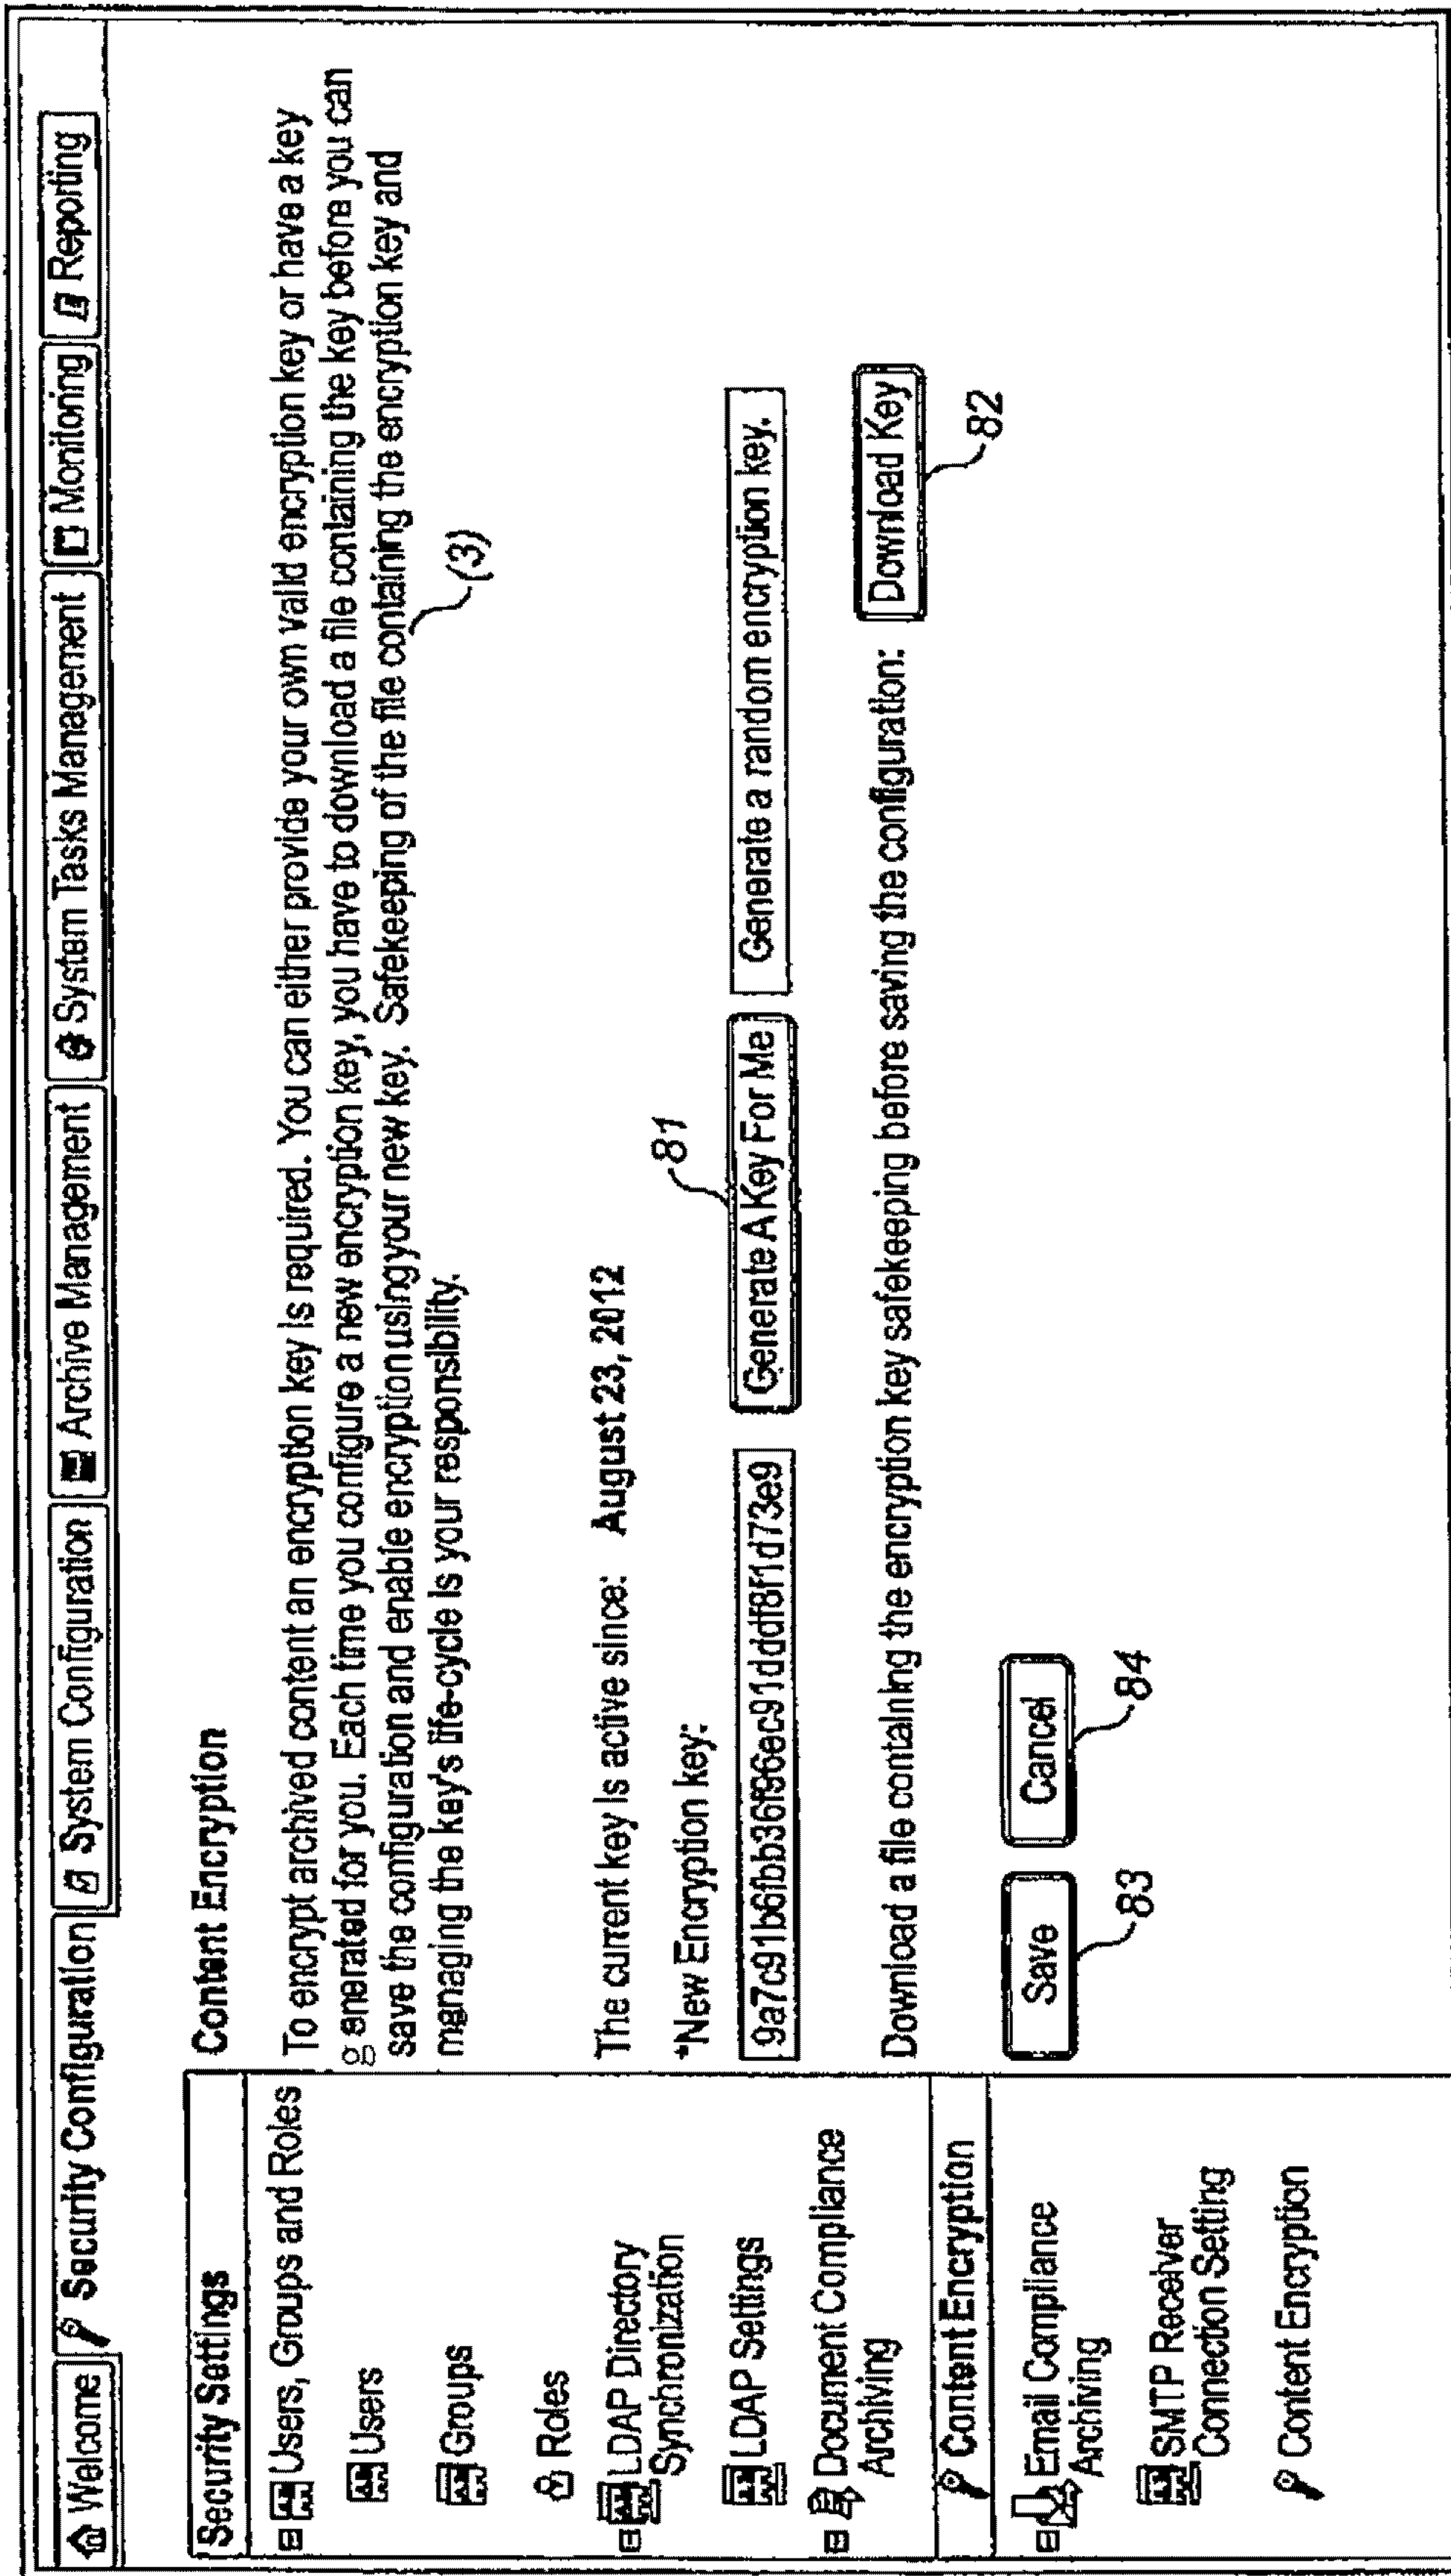 Welcome
Security Configuration
System Configuration
Archive Management
System Tasks Management
Monitoring
Reporting
Security Settings
Users, Groups and Roles
Users
Groups
Roles
LDAP Directory
Synchronization
LDAP Settings
Document Compliance
Archiving
Content Encryption
Email Compliance
Archiving
SMTP Receiver
Connection Setting
Content Encryption
Content Encryption
To encrypt archived content an encryption key is required. You can either provide your own valid encryption key or have a key
g enerated for you. Each time you configure a new encryption key, you have to download a file containing the key before you can
save the configuration and enable encryption using your new key. Safekeeping of the file containing the encryption key and
managing the key's life-cycle is your responsibility.
(3)
The current key is active since: August 23, 2012
*New Encryption key:
81
9a7c91b6fbb36f96ec91ddf8f1d73e9
Generate A Key For Me
Generate a random encryption key.
Download a file containing the encryption key safekeeping before saving the configuration:
Download Key
82
Save
Cancel
83
84